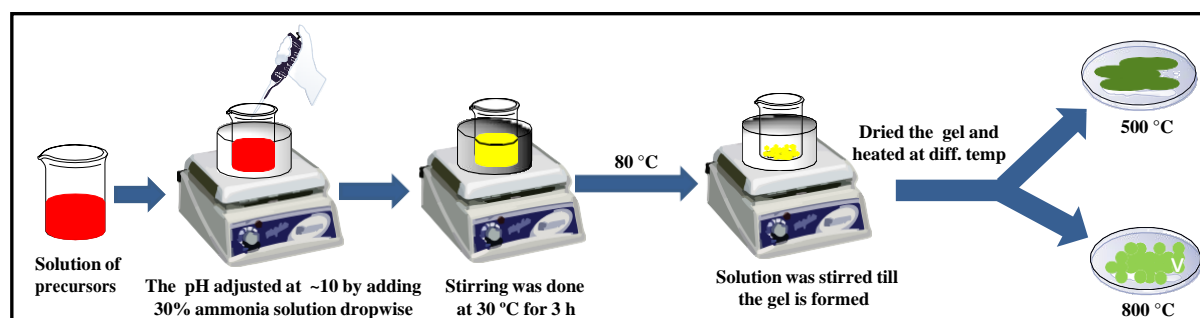 Solution of
precursors
The pH adjusted at ~10 by adding
30% ammonia solution dropwise
Stirring was done
at 30 ºC for 3 h
80 °C
Solution was stirred till
the gel is formed
Dried the gel and
heated at diff. temp
500 °C
V
800 °C